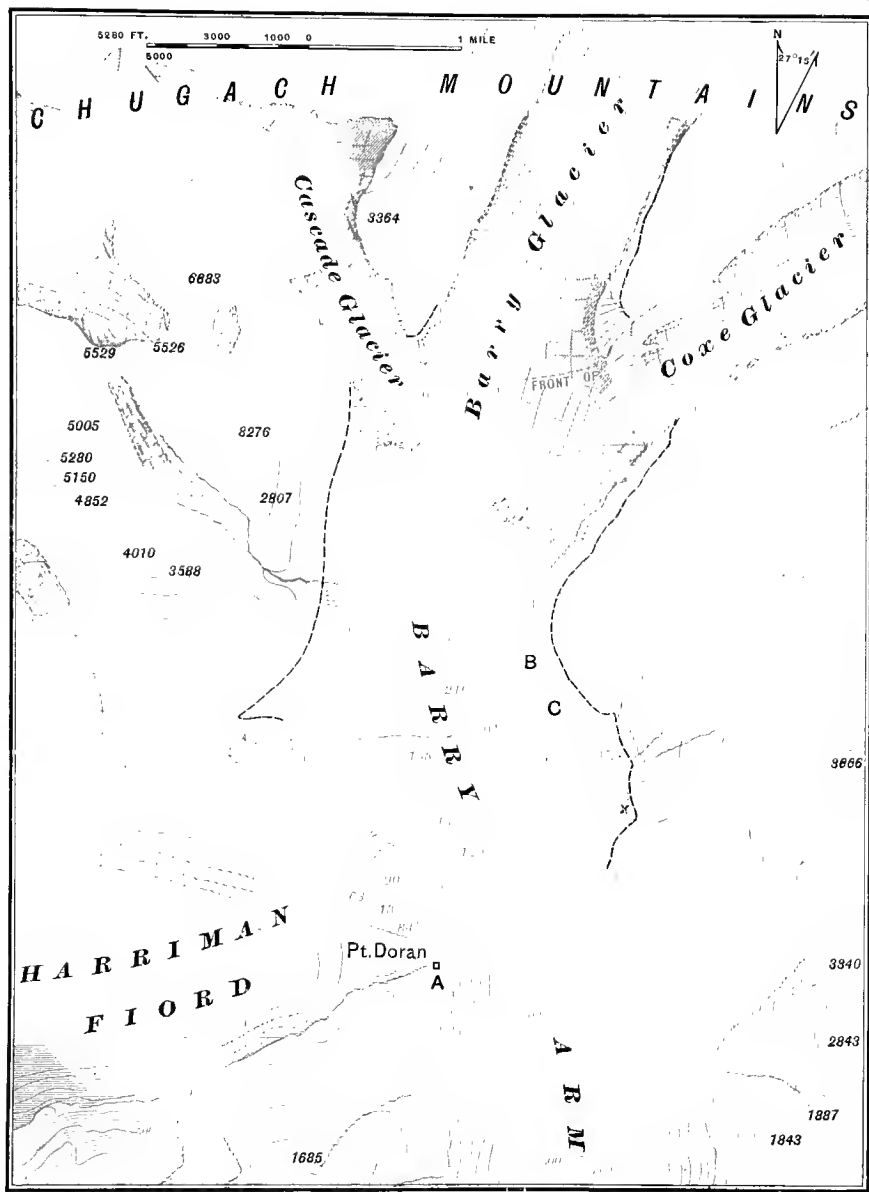 5280 FT. 3000 1000 0 1 MILE
5000
N
27°15'
CHUGACH MOUNTAINS
Cascade Glacier
Barry Glacier
Coxe Glacier
3364
6883
5529
5526
FRONT OF
5005
8276
5280
5150
2807
4852
4010
3588
B
C
BARRY ARM
3866
HARRIMAN
FIORD
Pt. Doran
A
3340
2843
1887
1843
1685